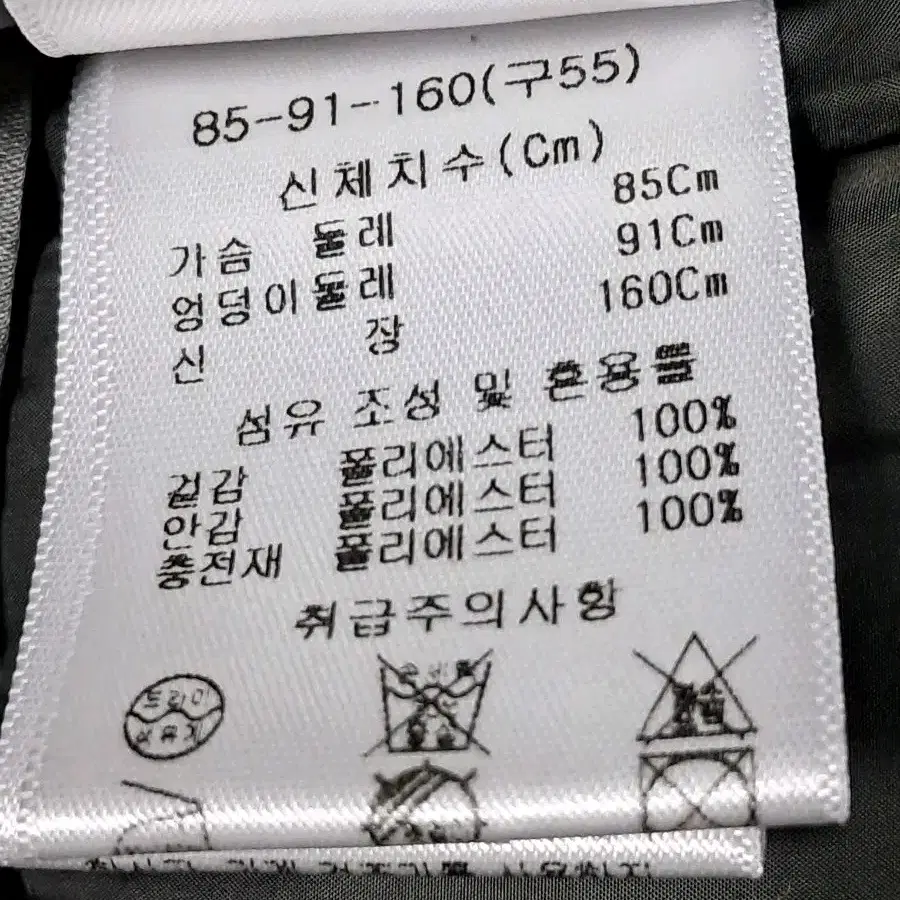 85-91-160(구55)
신체치수(Cm)
가슴 둘레 85Cm
엉덩이둘레 91Cm
신 장 160Cm
섬유 조성 및 혼용률
겉감 폴리에스터 100%
안감 폴리에스터 100%
충전재 폴리에스터 100%
취급주의사항
드라이
석유계